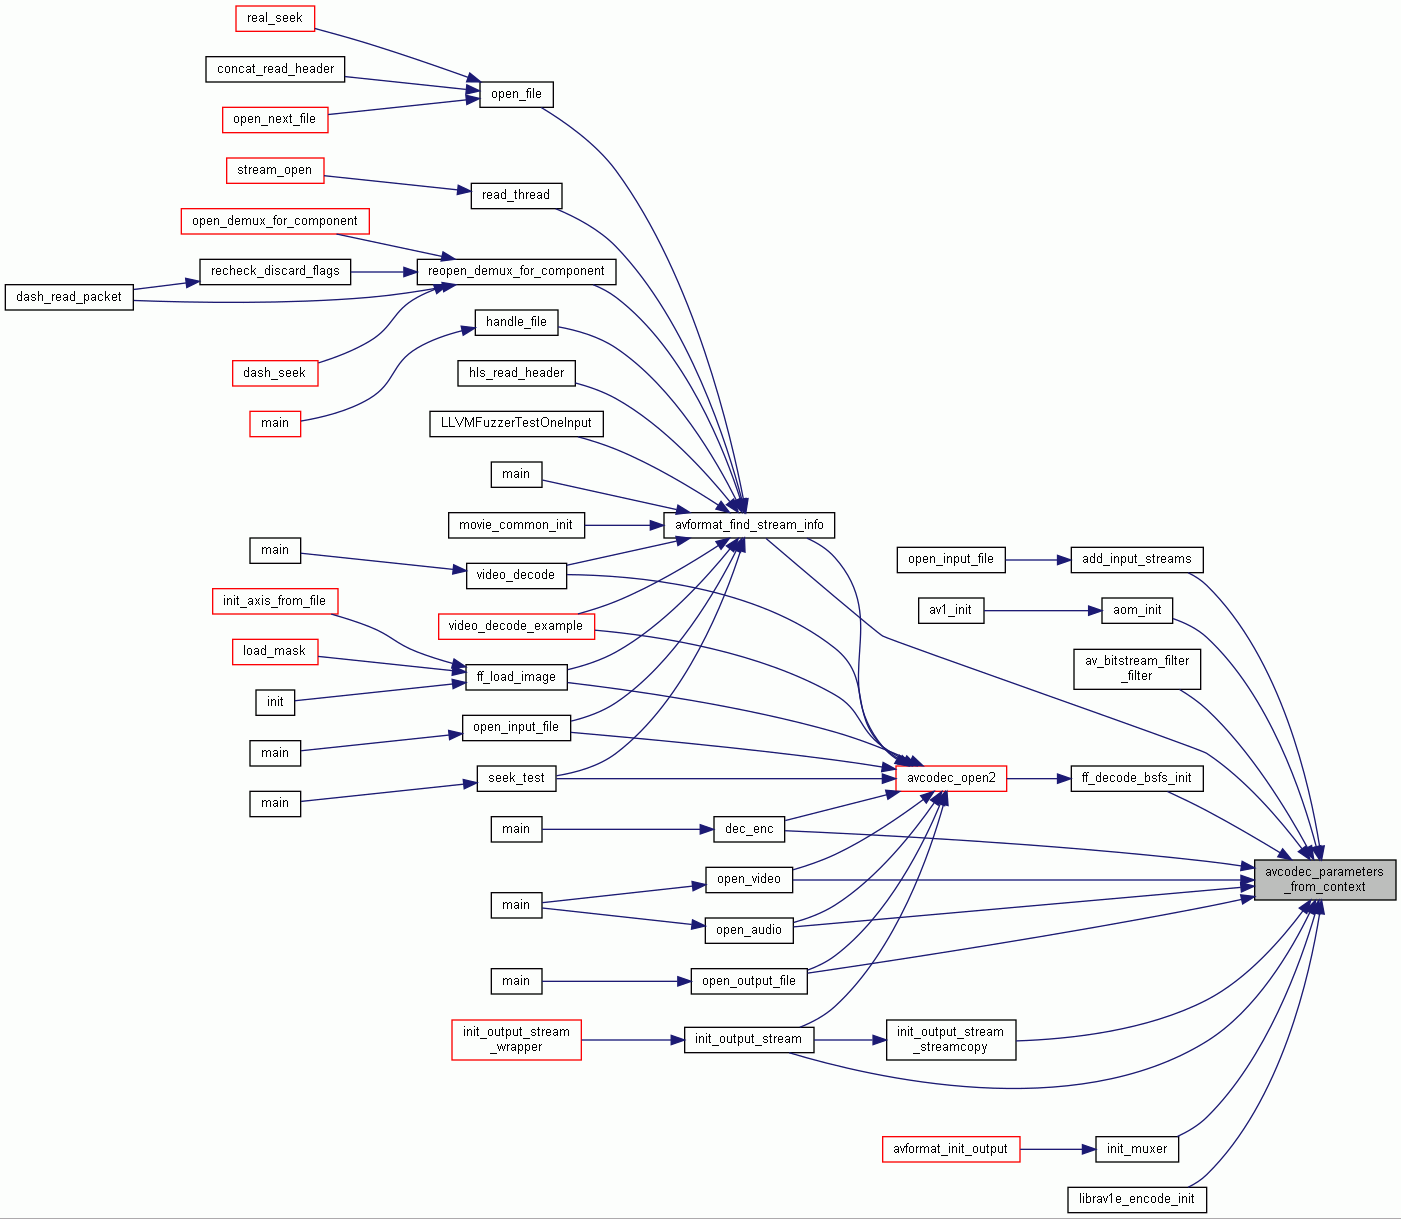 real_seek
concat_read_header
open_file
open_next_file
stream_open
read_thread
open_demux_for_component
recheck_discard_flags
reopen_demux_for_component
dash_read_packet
handle_file
dash_seek
hls_read_header
main
LLVMFuzzerTestOneInput
main
movie_common_init
avformat_find_stream_info
main
open_input_file
add_input_streams
video_decode
init_axis_from_file
av1_init
aom_init
video_decode_example
load_mask
av_bitstream_filter
_filter
ff_load_image
init
open_input_file
main
seek_test
avcodec_open2
ff_decode_bsfs_init
main
main
dec_enc
avcodec_parameters
_from_context
open_video
main
open_audio
main
open_output_file
init_output_stream
_wrapper
init_output_stream
init_output_stream
_streamcopy
avformat_init_output
init_muxer
librav1e_encode_init